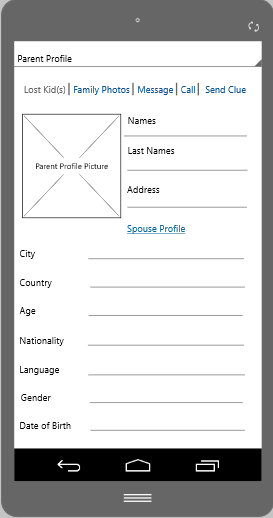 Parent Profile
Lost Kid(s) | Family Photos | Message | Call | Send Clue
Names
Last Names
Parent Profile Picture
Address
Spouse Profile
City
Country
Age
Nationality
Language
Gender
Date of Birth